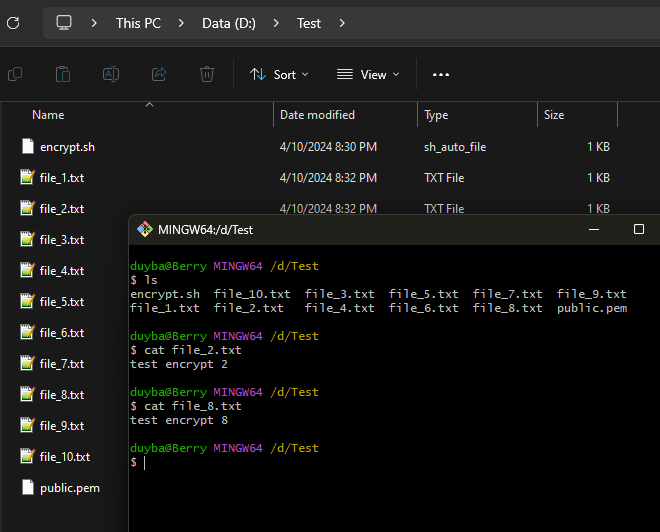 This PC > Data (D:) > Test >
Sort View
Name Date modified Type Size
encrypt.sh 4/10/2024 8:30 PM sh_auto_file 1 KB
file_1.txt 4/10/2024 8:32 PM TXT File 1 KB
file_2.txt 4/10/2024 8:32 PM TXT File 1 KB
file_3.txt
file_4.txt
file_5.txt
file_6.txt
file_7.txt
file_8.txt
file_9.txt
file_10.txt
public.pem
MINGW64:/d/Test
duyba@Berry MINGW64 /d/Test
$ ls
encrypt.sh file_10.txt file_3.txt file_5.txt file_7.txt file_9.txt
file_1.txt file_2.txt file_4.txt file_6.txt file_8.txt public.pem
duyba@Berry MINGW64 /d/Test
$ cat file_2.txt
test encrypt 2
duyba@Berry MINGW64 /d/Test
$ cat file_8.txt
test encrypt 8
duyba@Berry MINGW64 /d/Test
$